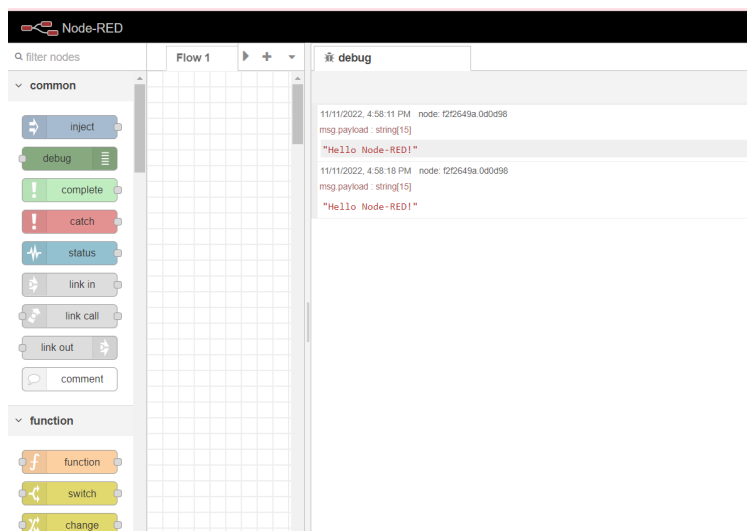 Node-RED
filter nodes
Flow 1
debug
common
inject
debug
complete
catch
status
link in
link call
link out
comment
function
function
switch
change
11/11/2022, 4:58:11 PM node: f2f2649a.0d0d98
msg.payload : string[15]
"Hello Node-RED!"
11/11/2022, 4:58:18 PM node: f2f2649a.0d0d98
msg.payload : string[15]
"Hello Node-RED!"